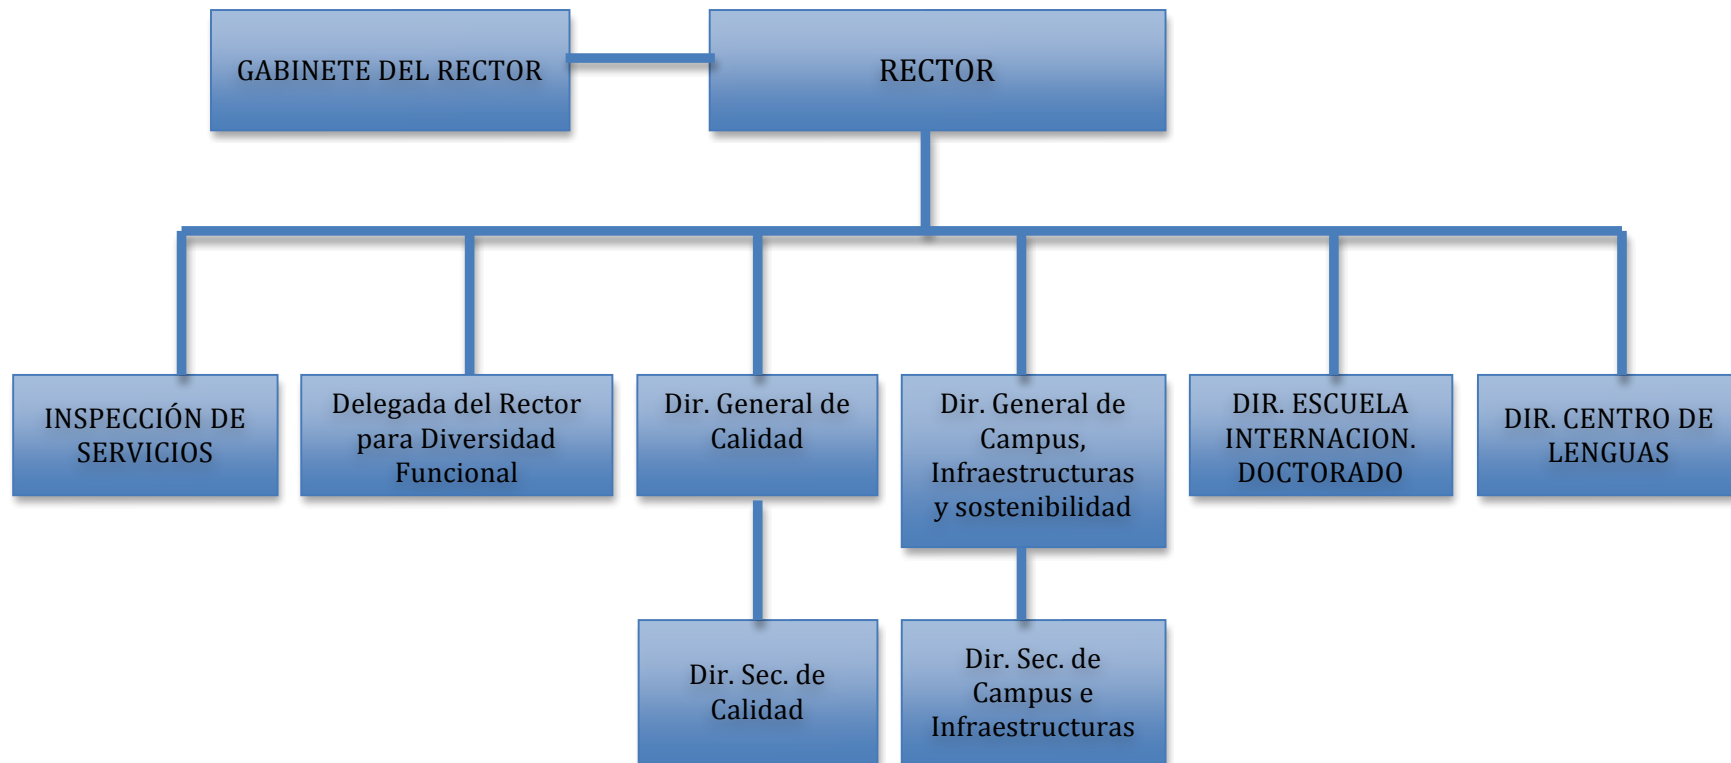 GABINETE DEL RECTOR
RECTOR
INSPECCIÓN DE
SERVICIOS
Delegada del Rector
para Diversidad
Funcional
Dir. General de
Calidad
Dir. General de
Campus,
Infraestructuras
y sostenibilidad
DIR. ESCUELA
INTERNACION.
DOCTORADO
DIR. CENTRO DE
LENGUAS
Dir. Sec. de
Calidad
Dir. Sec. de
Campus e
Infraestructuras